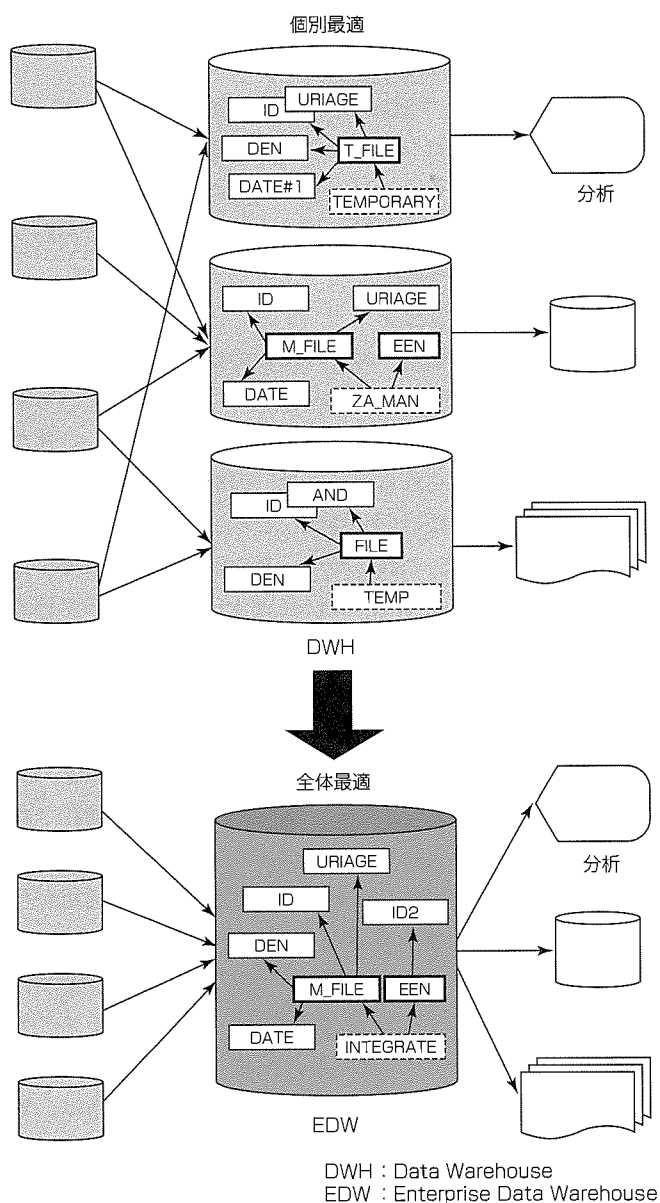 個別最適
URIAGE
ID
DEN
T_FILE
DATE#1
TEMPORARY
分析
ID
URIAGE
M_FILE
EEN
DATE
ZA_MAN
AND
ID
FILE
DEN
TEMP
DWH
全体最適
URIAGE
ID
ID2
DEN
M_FILE
EEN
DATE
INTEGRATE
分析
EDW
DWH：Data Warehouse
EDW：Enterprise Data Warehouse